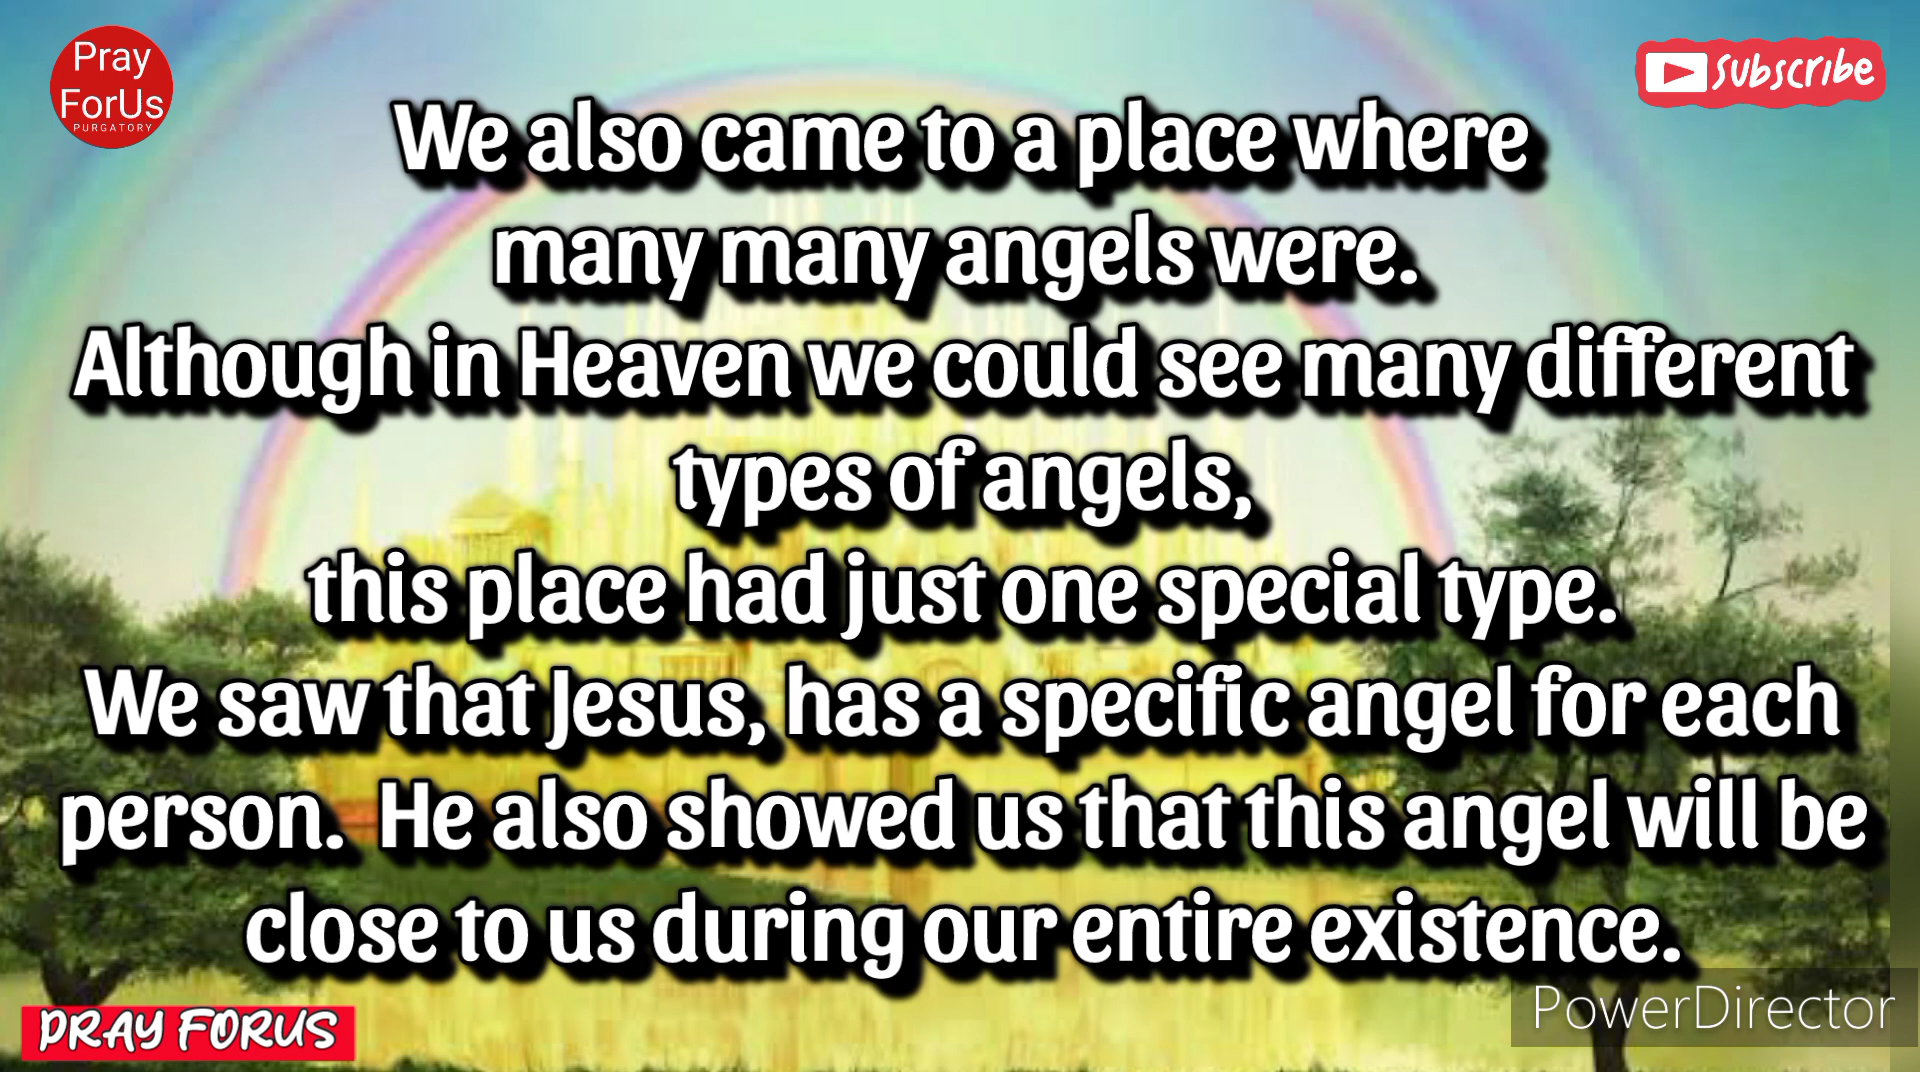 Pray
ForUs
PURGATORY
Subscribe
We also came to a place where
many many angels were.
Although in Heaven we could see many different
types of angels,
this place had just one special type.
We saw that Jesus, has a specific angel for each
person.  He also showed us that this angel will be
close to us during our entire existence.
PRAY FORUS
PowerDirector